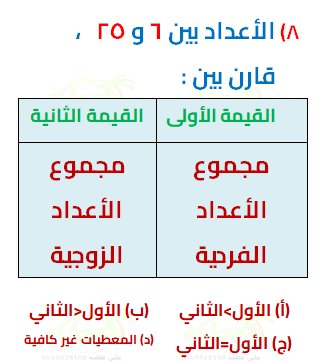 ٨) الأعداد بين ٦ و ٢٥ ،
قارن بين :
القيمة الأولى القيمة الثانية
مجموع الأعداد الفردية مجموع الأعداد الزوجية
(أ) الأول>الثاني (ب) الأول<الثاني
(ج) الأول=الثاني (د) المعطيات غير كافية